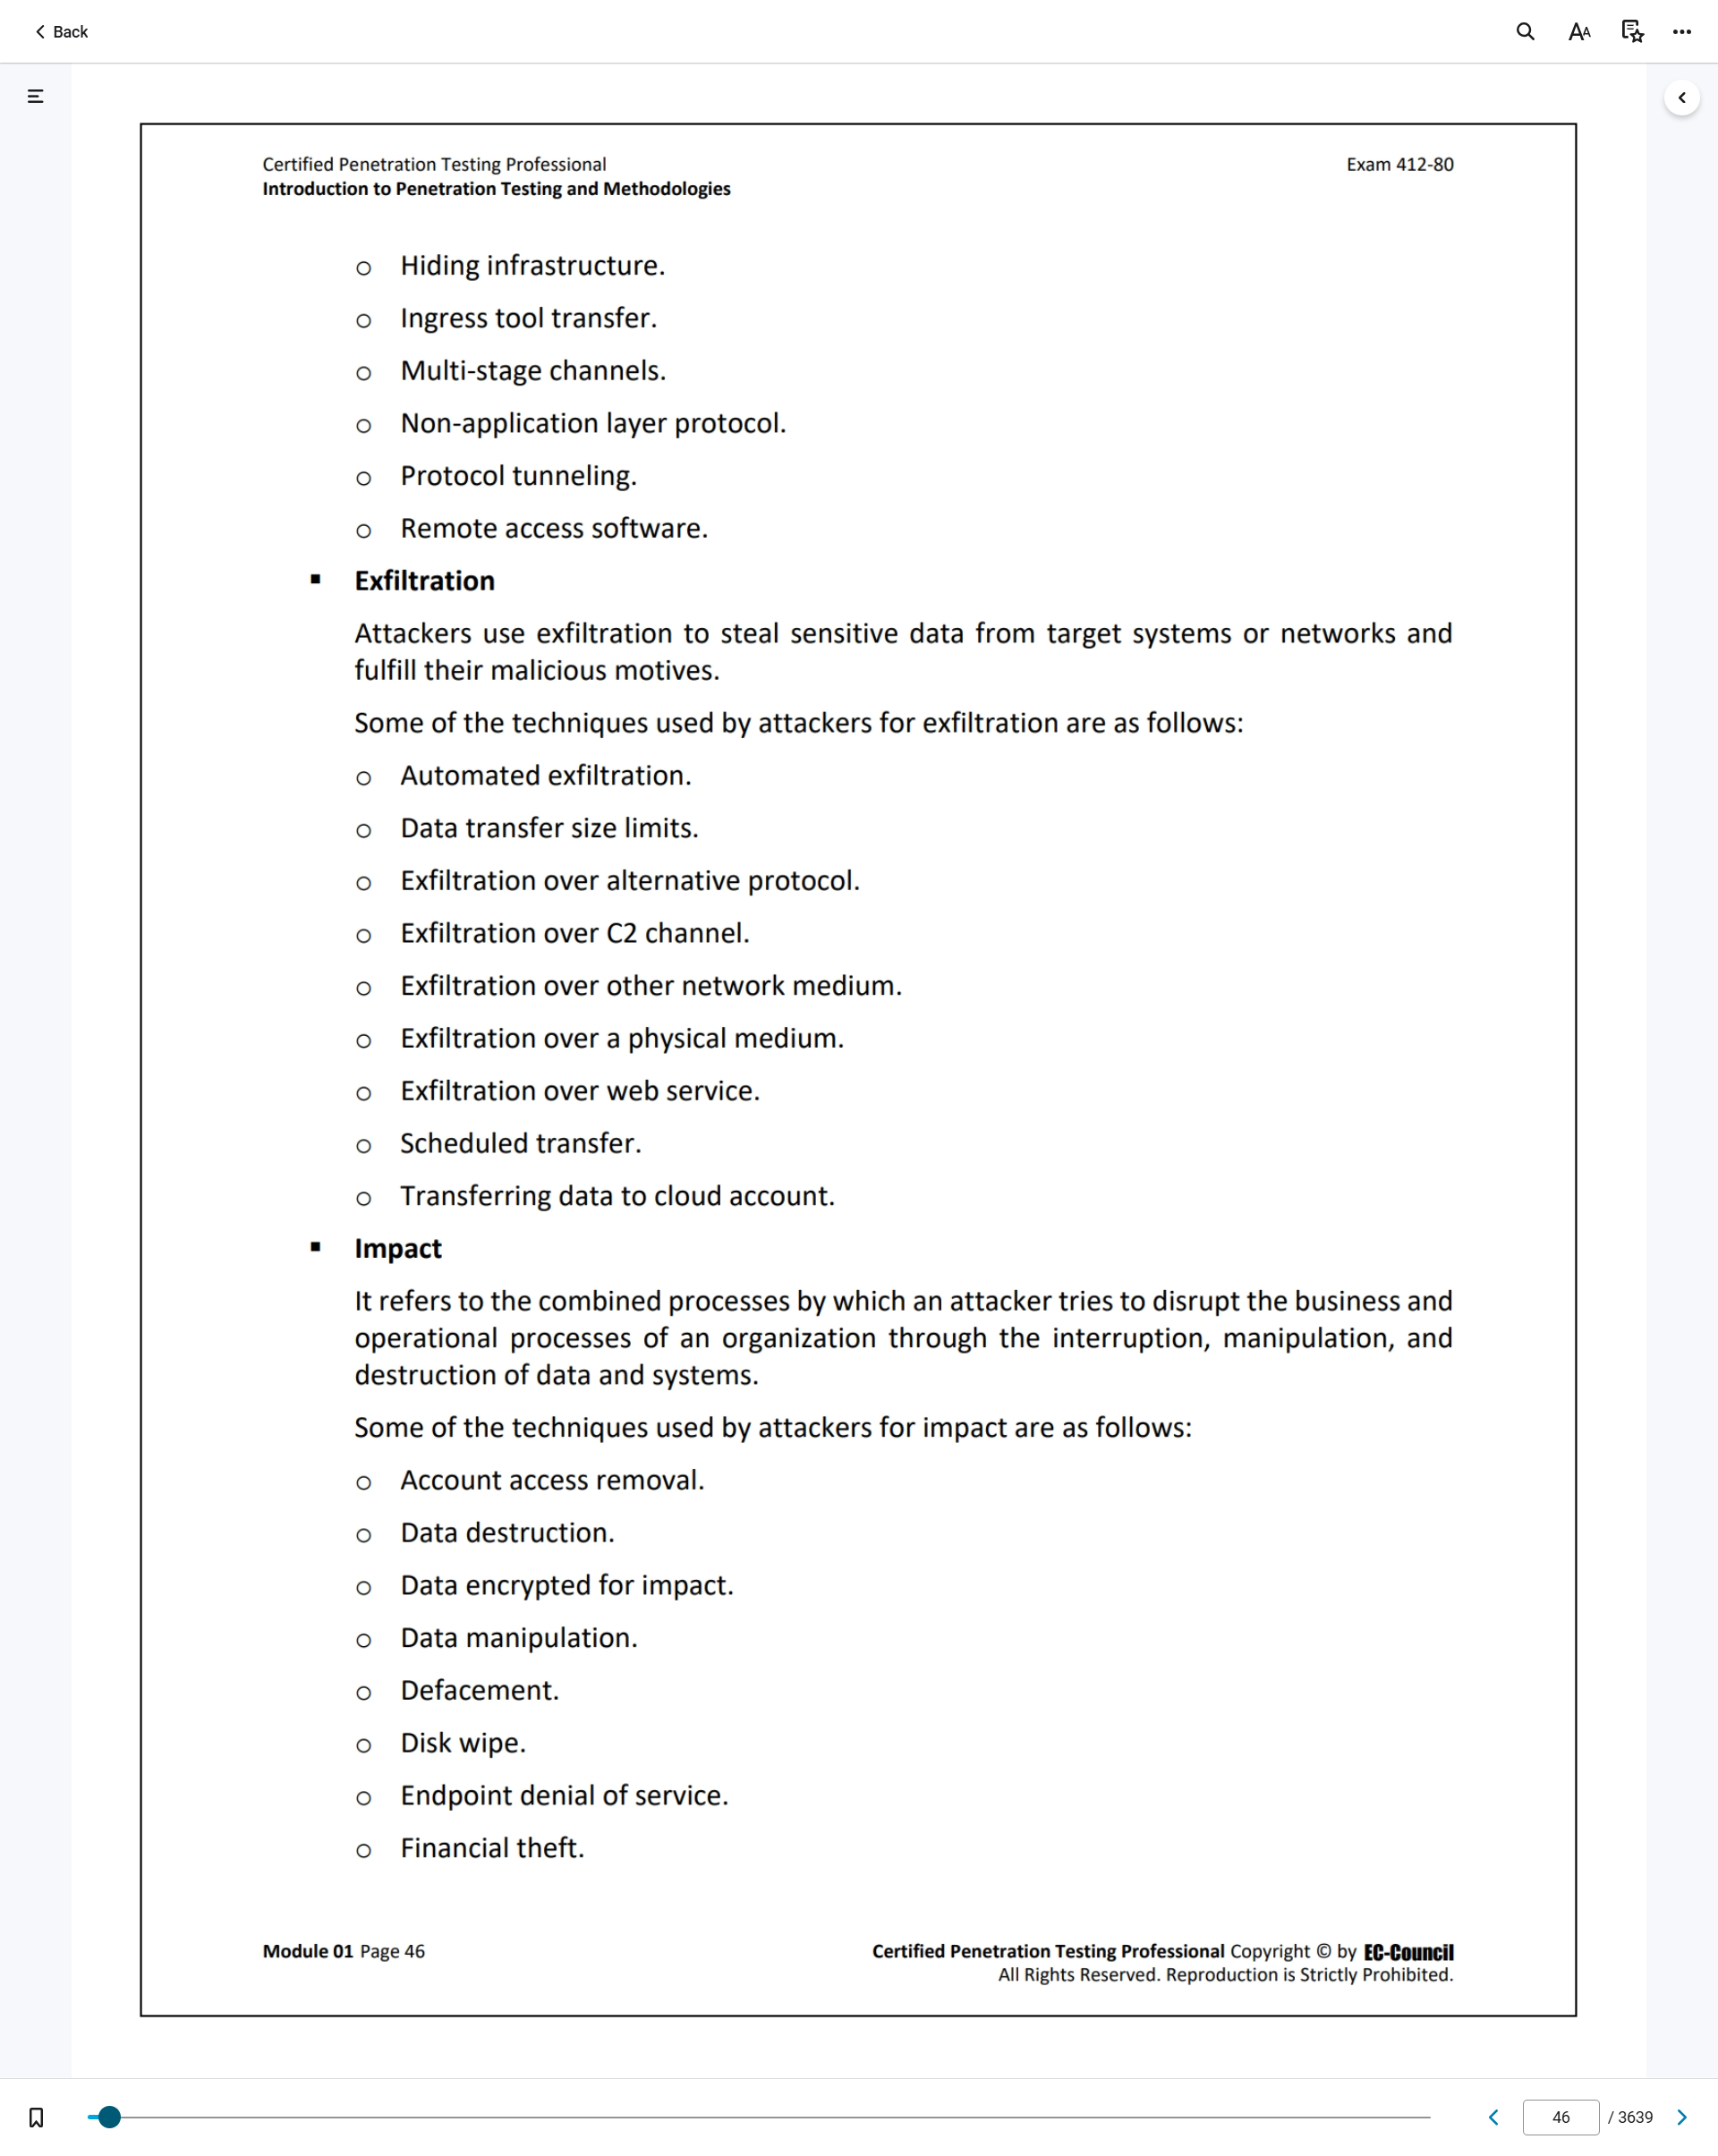 Back
Certified Penetration Testing Professional Exam 412-80
Introduction to Penetration Testing and Methodologies
o Hiding infrastructure.
o Ingress tool transfer.
o Multi-stage channels.
o Non-application layer protocol.
o Protocol tunneling.
o Remote access software.
▪ Exfiltration
Attackers use exfiltration to steal sensitive data from target systems or networks and
fulfill their malicious motives.
Some of the techniques used by attackers for exfiltration are as follows:
o Automated exfiltration.
o Data transfer size limits.
o Exfiltration over alternative protocol.
o Exfiltration over C2 channel.
o Exfiltration over other network medium.
o Exfiltration over a physical medium.
o Exfiltration over web service.
o Scheduled transfer.
o Transferring data to cloud account.
▪ Impact
It refers to the combined processes by which an attacker tries to disrupt the business and
operational processes of an organization through the interruption, manipulation, and
destruction of data and systems.
Some of the techniques used by attackers for impact are as follows:
o Account access removal.
o Data destruction.
o Data encrypted for impact.
o Data manipulation.
o Defacement.
o Disk wipe.
o Endpoint denial of service.
o Financial theft.
Module 01 Page 46 Certified Penetration Testing Professional Copyright © by EC-Council
All Rights Reserved. Reproduction is Strictly Prohibited.
46 / 3639